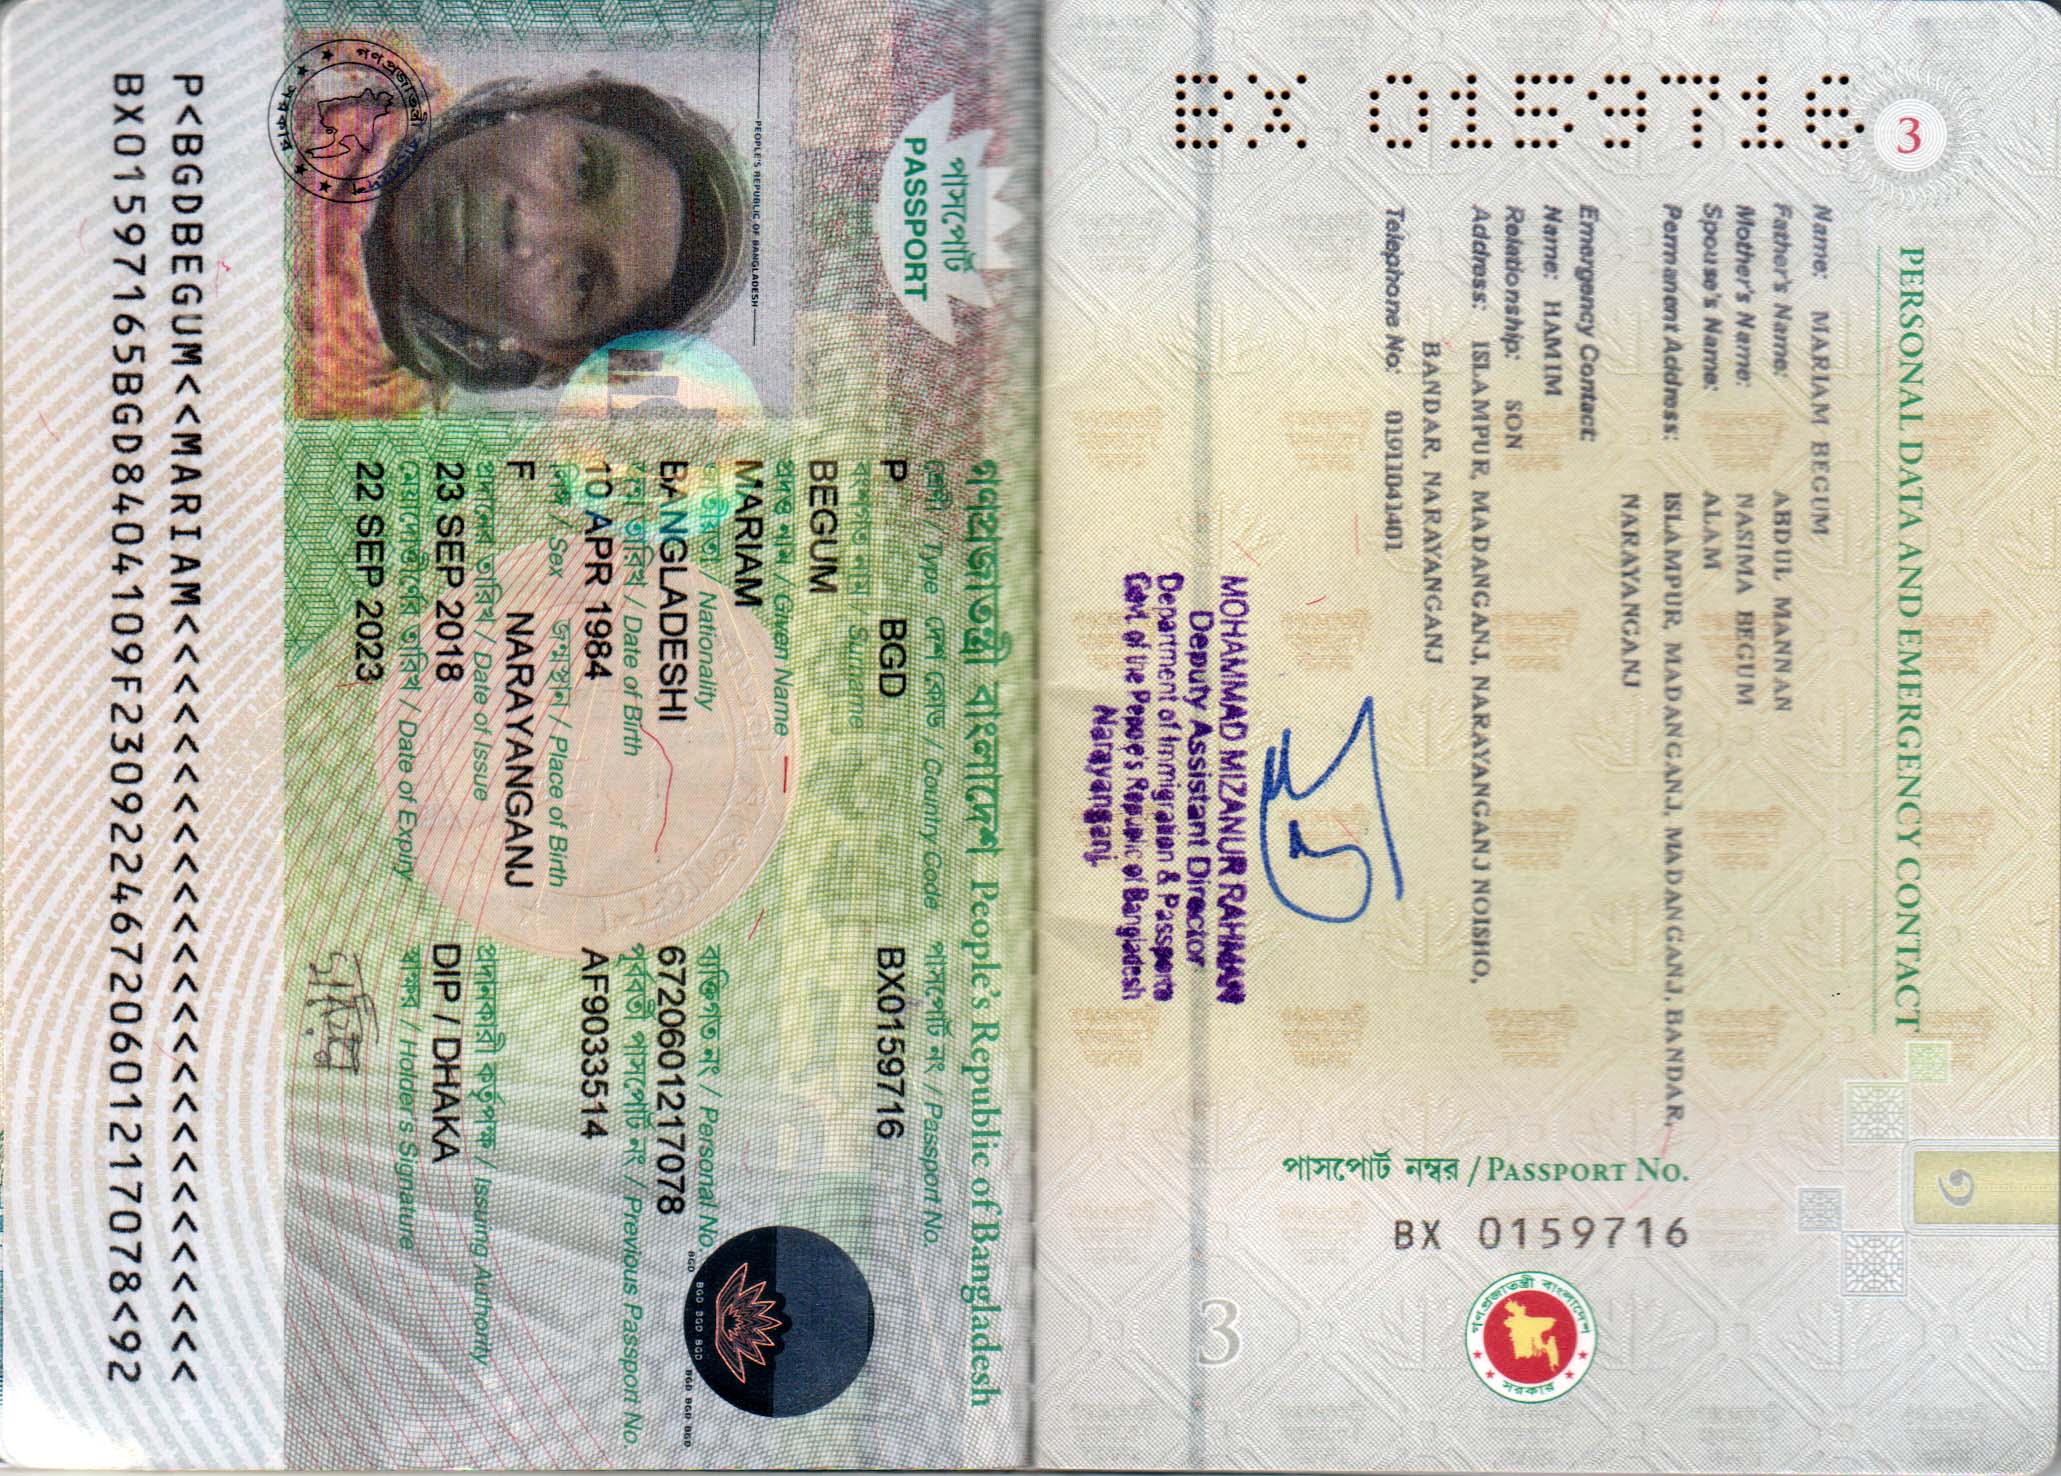 BX 0159716
3
PERSONAL DATA AND EMERGENCY CONTACT
Name: MARIAM BEGUM
Father's Name: ABDUL MANNAN
Mother's Name: NASIMA BEGUM
Spouse's Name: ALAM
Permanent Address: ISLAMPUR, MADANGANJ, MADANGANJ, BANDAR,
NARAYANGANJ
Emergency Contact:
Name: HAMIM
Relationship: SON
Address: ISLAMPUR, MADANGANJ, NARAYANGANJ NOISHO,
BANDAR, NARAYANGANJ
Telephone No: 01911041401
MOHAMMAD MIZANUR RAHMAN
Deputy Assistant Director
Department of Immigration & Passports
Govt. of the People's Republic of Bangladesh
Narayanganj.
পাসপোর্ট নম্বর / PASSPORT NO.
BX 0159716
গণপ্রজাতন্ত্রী বাংলাদেশ
সরকার
3
গণপ্রজাতন্ত্রী বাংলাদেশ People's Republic of Bangladesh
পাসপোর্ট
PASSPORT
শ্রেণী / Type দেশ কোড / Country Code পাসপোর্ট নং / Passport No.
P BGD BX0159716
বংশগত নাম / Surname
BEGUM
প্রদত্ত নাম / Given Name
MARIAM
জাতীয়তা / Nationality ব্যক্তিগত নং / Personal No.
BANGLADESHI 6720601217078
জন্ম তারিখ / Date of Birth পূর্ববর্তী পাসপোর্ট নং / Previous Passport No.
10 APR 1984 AF9033514
লিঙ্গ / Sex জন্মস্থান / Place of Birth
F NARAYANGANJ
প্রদানের তারিখ / Date of Issue প্রদানকারী কর্তৃপক্ষ / Issuing Authority
23 SEP 2018 DIP / DHAKA
মেয়াদোত্তীর্ণের তারিখ / Date of Expiry স্বাক্ষর / Holder's Signature
22 SEP 2023
PEOPLE'S REPUBLIC OF BANGLADESH
BGD BGD BGD BGD BGD BGD BGD
P<BGDBEGUM<<MARIAM<<<<<<<<<<<<<<<<<<<<<<<<<<
BX01597165BGD8404109F23092246720601217078<92